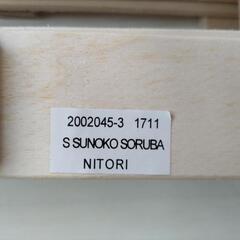 2002045-3 1711
S SUNOKO SORUBA
NITORI